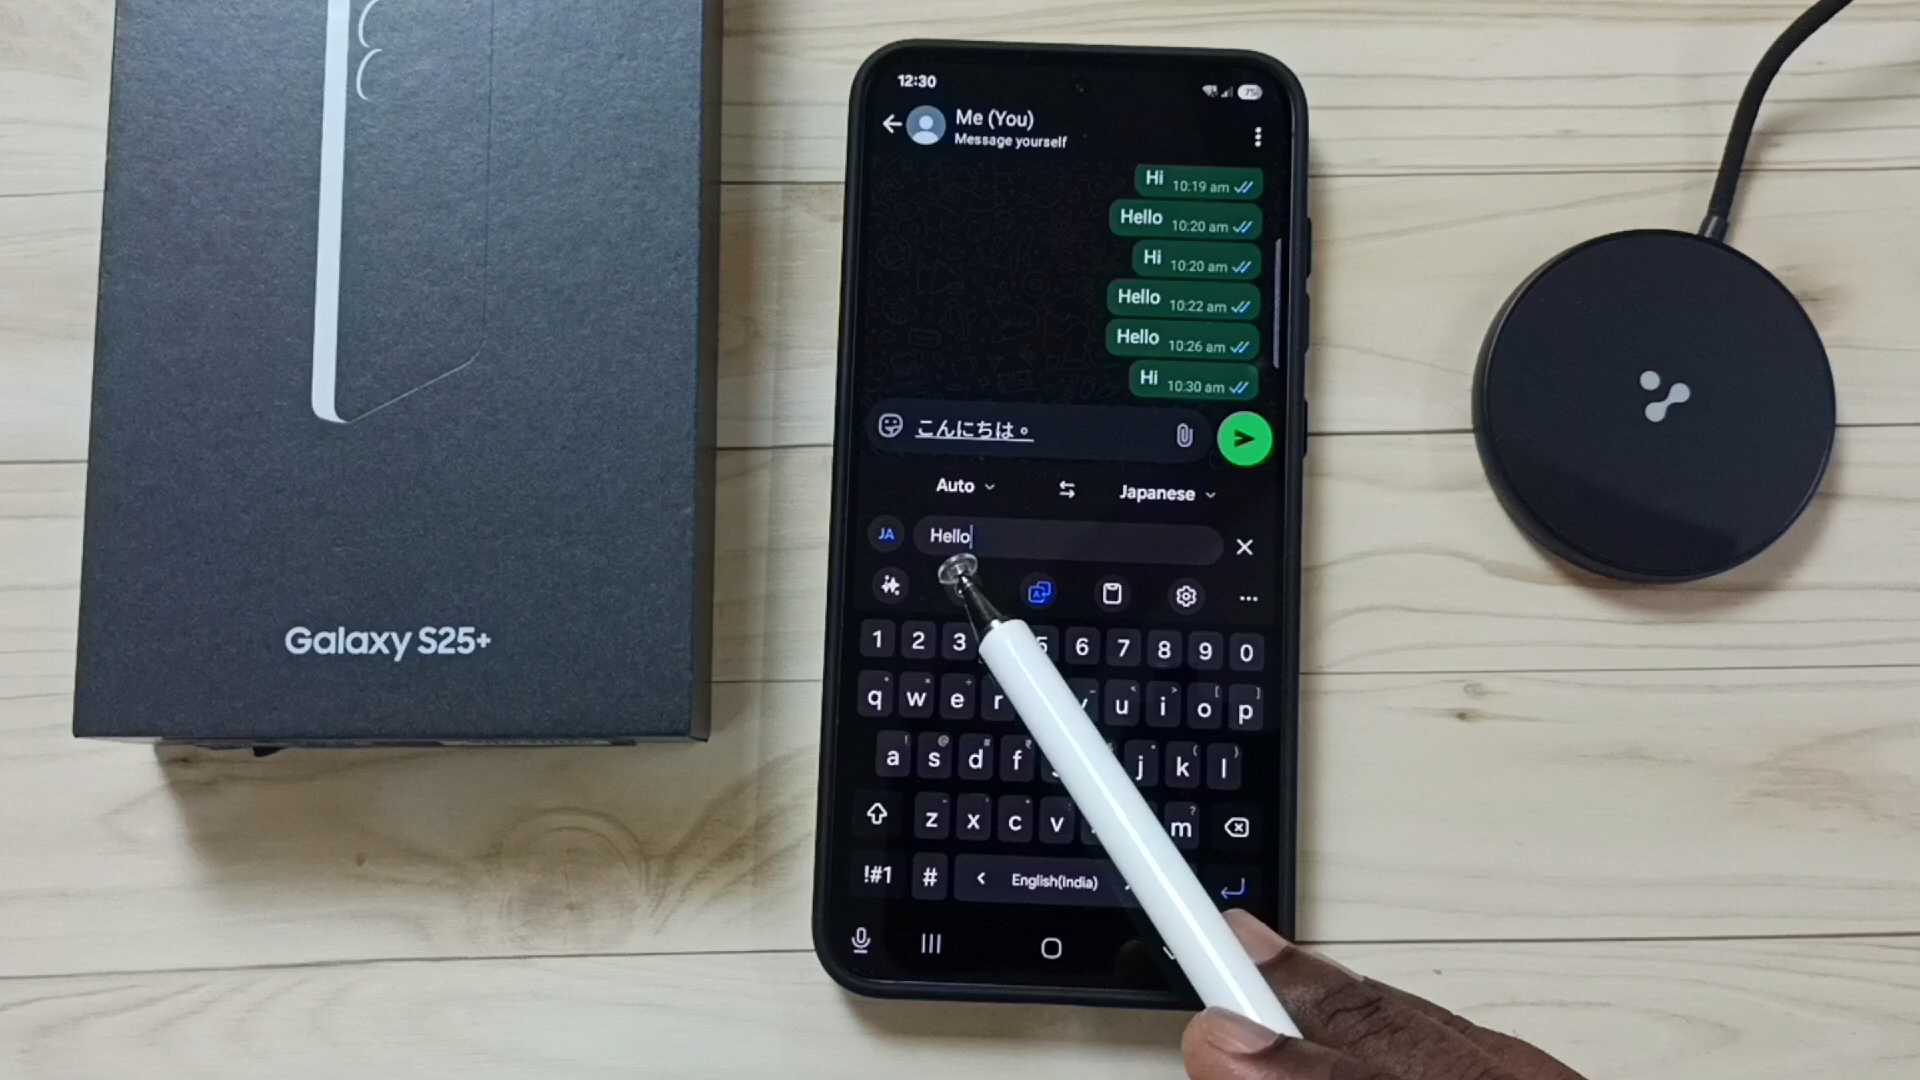 Galaxy S25+
12:30
75
Me (You)
Message yourself
Hi 10:19 am
Hello 10:20 am
Hi 10:20 am
Hello 10:22 am
Hello 10:26 am
Hi 10:30 am
こんにちは。
Auto
Japanese
JA
Hello
1 2 3 5 6 7 8 9 0
q w e r y u i o p
a s d f j k l
z x c v m
!#1 # < English(India)